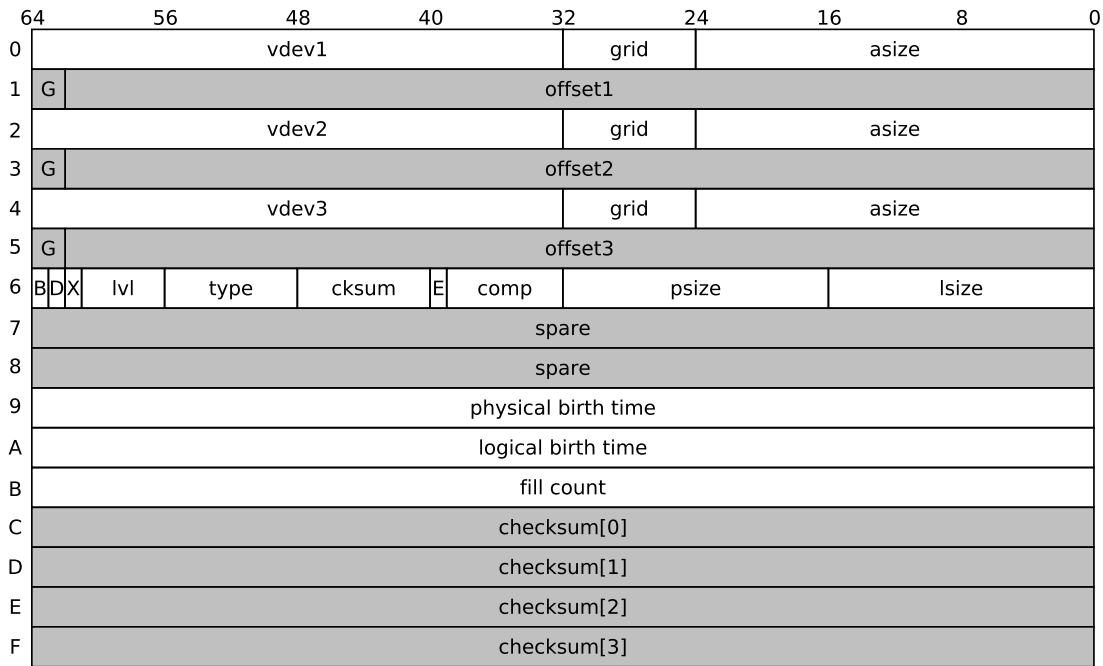 64 56 48 40 32 24 16 8 0
0 vdev1 grid asize
1 G offset1
2 vdev2 grid asize
3 G offset2
4 vdev3 grid asize
5 G offset3
6 B D X lvl type cksum E comp psize lsize
7 spare
8 spare
9 physical birth time
A logical birth time
B fill count
C checksum[0]
D checksum[1]
E checksum[2]
F checksum[3]